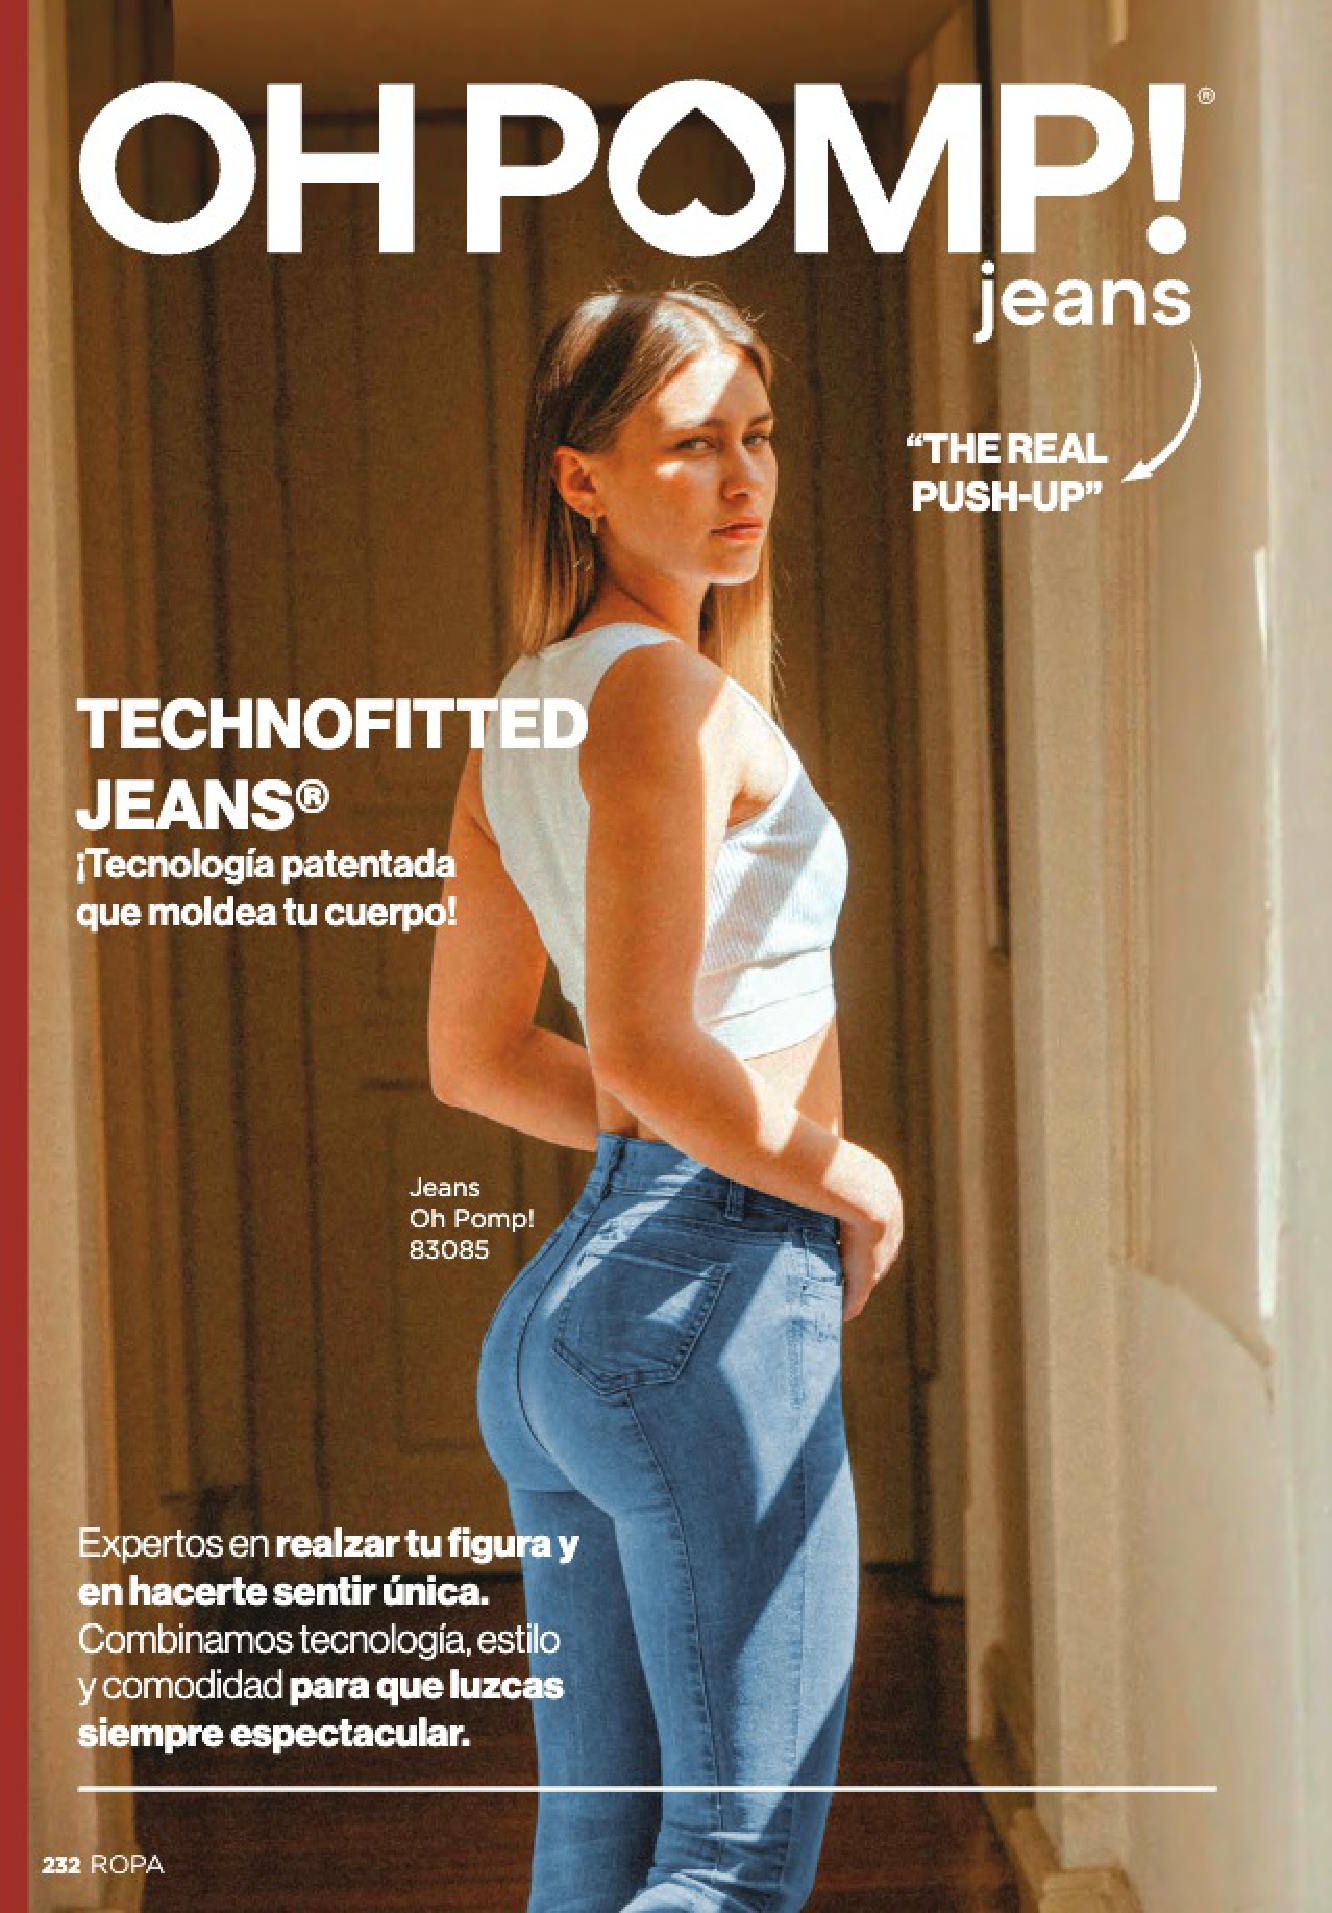 OH POMP!®
jeans
“THE REAL
PUSH-UP”
TECHNOFITTED
JEANS®
¡Tecnología patentada
que moldea tu cuerpo!
Jeans
Oh Pomp!
83085
Expertos en realzar tu figura y
en hacerte sentir única.
Combinamos tecnología, estilo
y comodidad para que luzcas
siempre espectacular.
232 ROPA